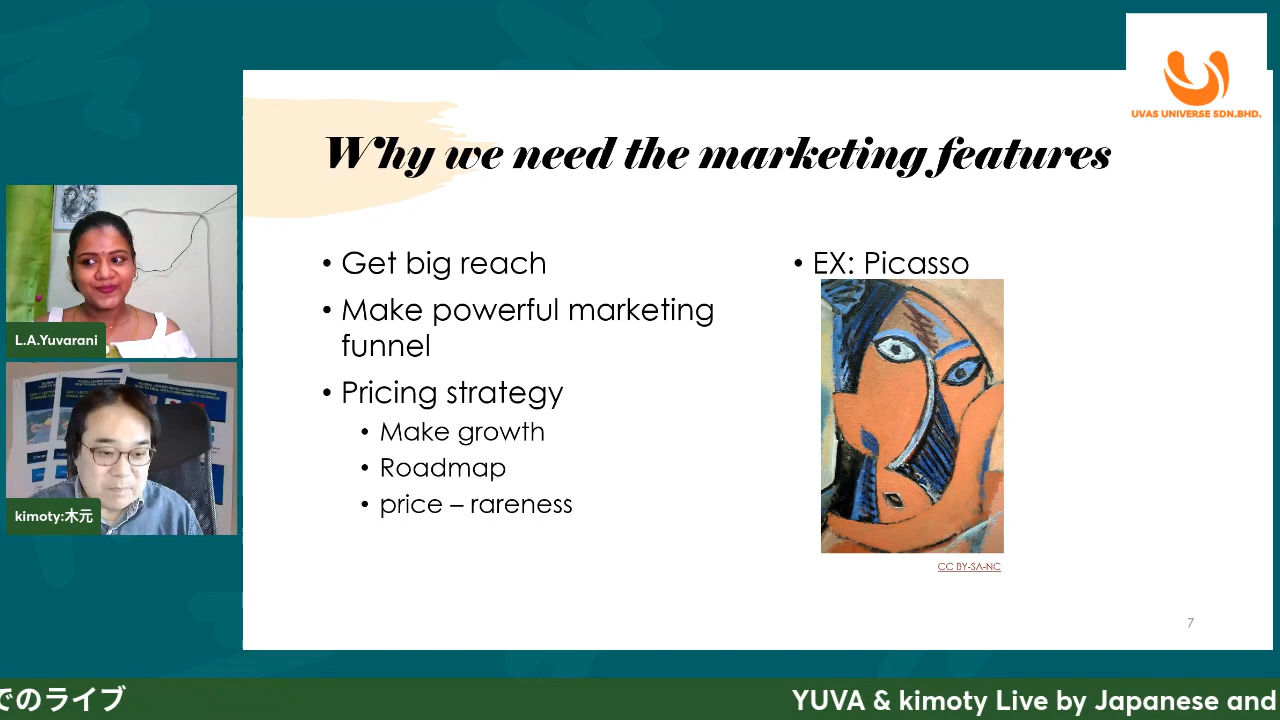 UVAS UNIVERSE SDN.BHD.
Why we need the marketing features
• Get big reach
• Make powerful marketing
funnel
• Pricing strategy
• Make growth
• Roadmap
• price – rareness
• EX: Picasso
CC BY-SA-NC
7
L.A.Yuvarani
kimoty:木元
でのライブ
YUVA & kimoty Live by Japanese and